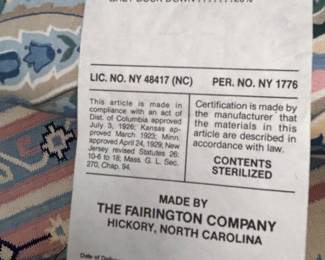 LIC. NO. NY 48417 (NC) PER. NO. NY 1776
This article is made in
compliance with an act of
Dist. of Columbia approved
July 3, 1926; Kansas ap-
proved March 1923; Minn.
approved April 24, 1929; New
Jersey revised Statutes 26:
10-6 to 18; Mass. G. L. Sec.
270, Chap. 94.
Certification is made by
the manufacturer that
the materials in this
article are described in
accordance with law.
CONTENTS
STERILIZED
MADE BY
THE FAIRINGTON COMPANY
HICKORY, NORTH CAROLINA
Date of